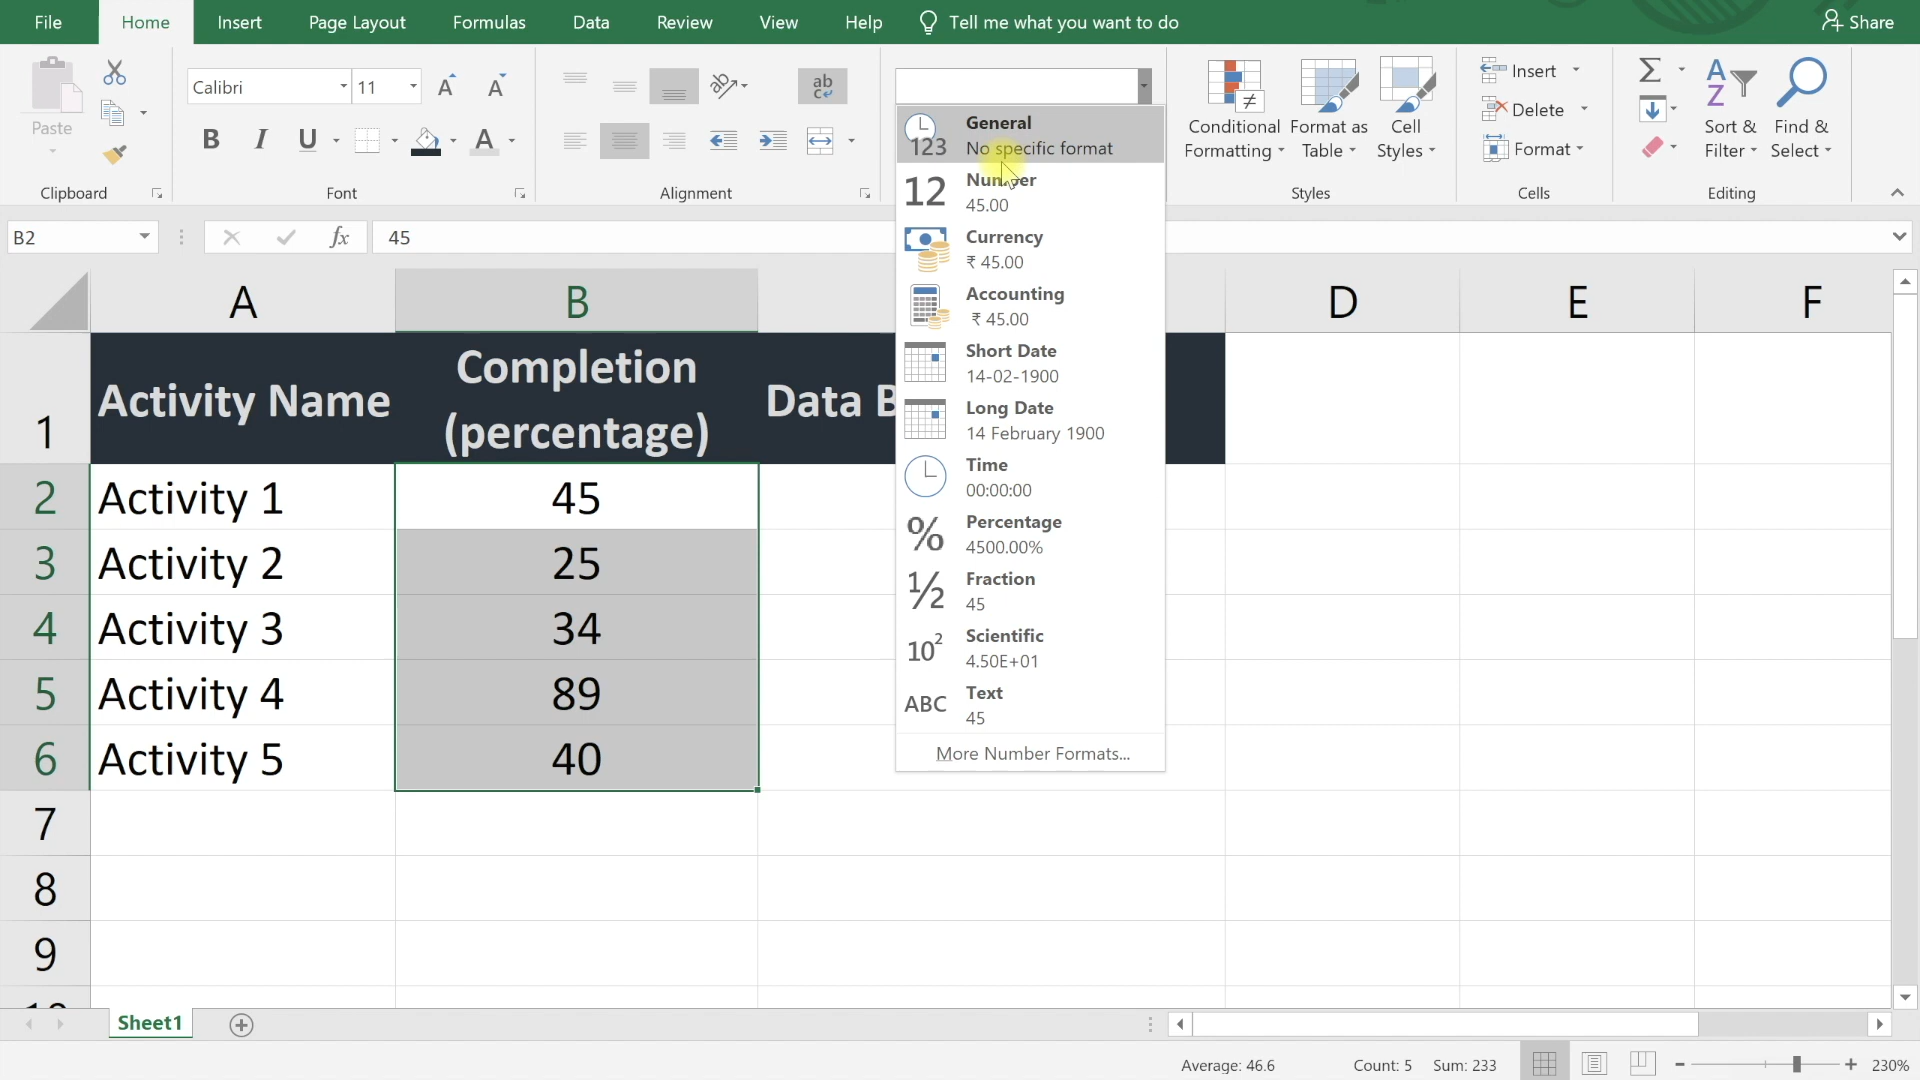 File Home Insert Page Layout Formulas Data Review View Help Tell me what you want to do Share
Paste
Clipboard
Calibri 11 A A
B I U A
Font
ab
c
Alignment
General
123 No specific format
12 Number
45.00
Currency
₹ 45.00
Accounting
₹ 45.00
Short Date
14-02-1900
Long Date
14 February 1900
Time
00:00:00
% Percentage
4500.00%
½ Fraction
45
10² Scientific
4.50E+01
ABC Text
45
More Number Formats...
Conditional
Formatting
Format as
Table
Cell
Styles
Styles
Insert
Delete
Format
Cells
Σ
A
Z
Sort &
Filter
Find &
Select
Editing
B2 fx 45
A B D E F
1 Activity Name Completion
(percentage) Data B
2 Activity 1 45
3 Activity 2 25
4 Activity 3 34
5 Activity 4 89
6 Activity 5 40
7
8
9
Sheet1
Average: 46.6 Count: 5 Sum: 233 230%